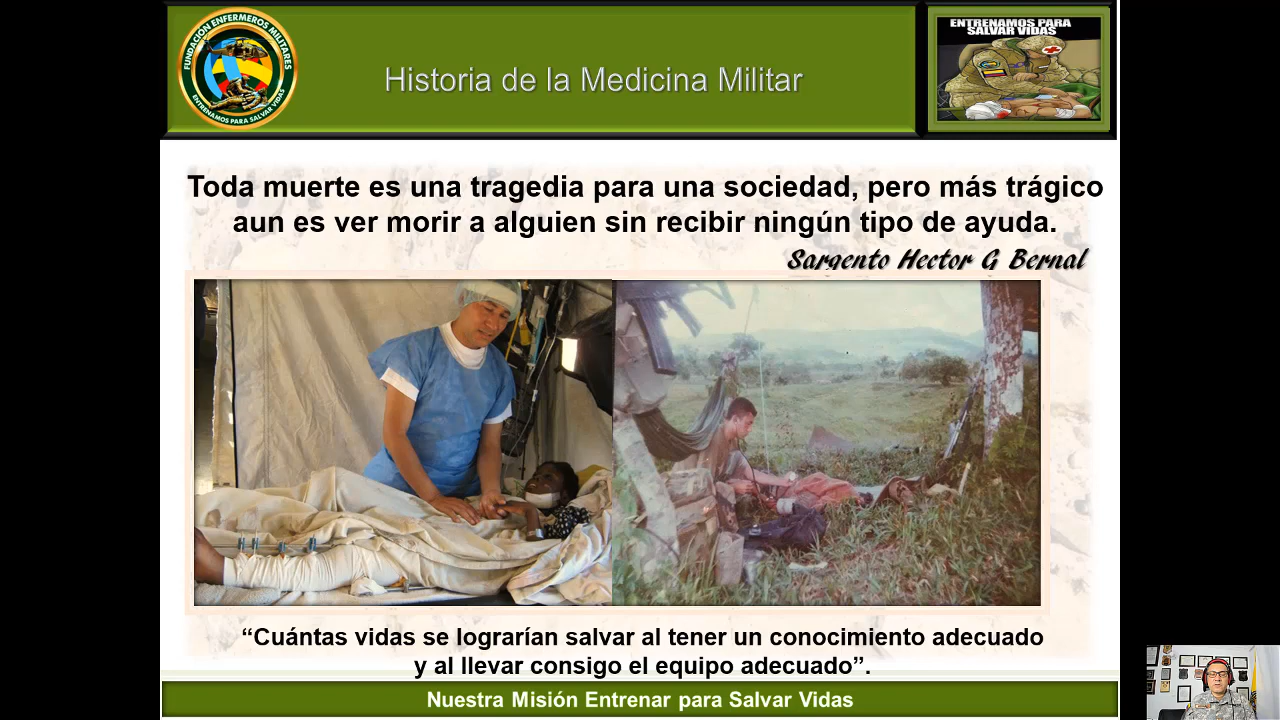 FUNDACIÓN ENFERMEROS MILITARES
ENTRENAMOS PARA SALVAR VIDAS
Historia de la Medicina Militar
ENTRENAMOS PARA
SALVAR VIDAS
Toda muerte es una tragedia para una sociedad, pero más trágico
aun es ver morir a alguien sin recibir ningún tipo de ayuda.
Sargento Hector G Bernal
“Cuántas vidas se lograrían salvar al tener un conocimiento adecuado
y al llevar consigo el equipo adecuado”.
Nuestra Misión Entrenar para Salvar Vidas